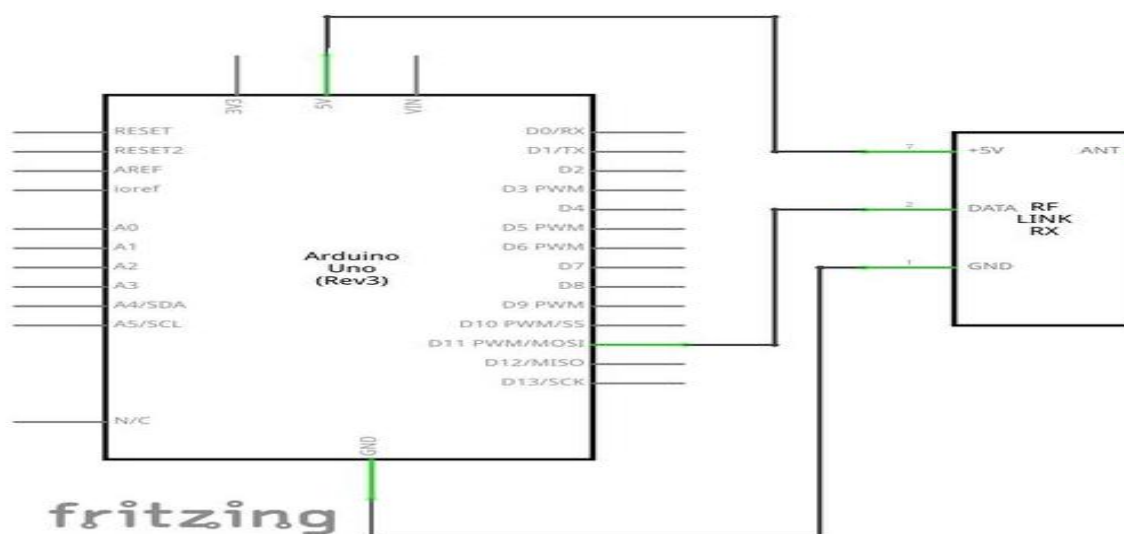 3V3
5V
VIN
RESET
RESET2
AREF
ioref
A0
A1
A2
A3
A4/SDA
A5/SCL
N/C
Arduino
Uno
(Rev3)
D0/RX
D1/TX
D2
D3 PWM
D4
D5 PWM
D6 PWM
D7
D8
D9 PWM
D10 PWM/SS
D11 PWM/MOSI
D12/MISO
D13/SCK
GND
+5V
ANT
2
DATA
RF
LINK
RX
1
GND
fritzing